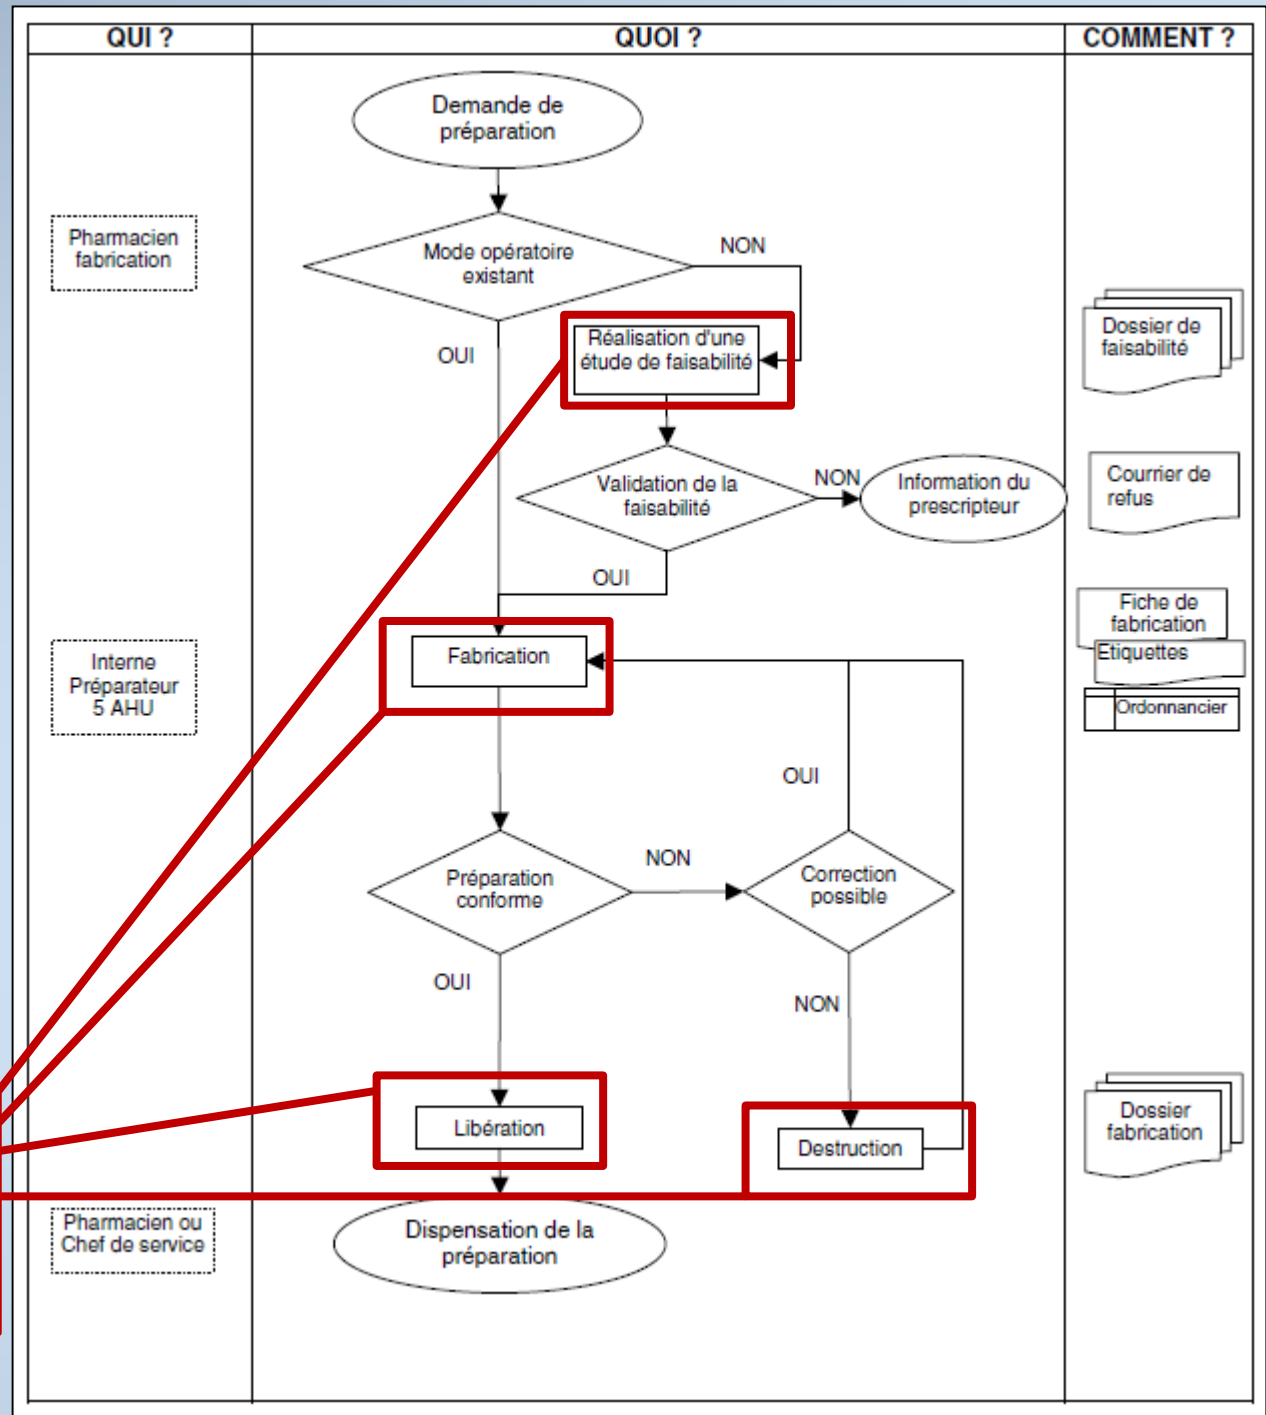 QUI ?
QUOI ?
COMMENT ?
Demande de
préparation
Pharmacien
fabrication
Mode opératoire
existant
NON
OUI
Réalisation d'une
étude de faisabilité
Dossier de
faisabilité
Validation de la
faisabilité
NON
Information du
prescripteur
Courrier de
refus
OUI
Interne
Préparateur
5 AHU
Fabrication
Fiche de
fabrication
Etiquettes
Ordonnancier
OUI
Préparation
conforme
NON
Correction
possible
OUI
NON
Libération
Destruction
Dossier
fabrication
Pharmacien ou
Chef de service
Dispensation de la
préparation